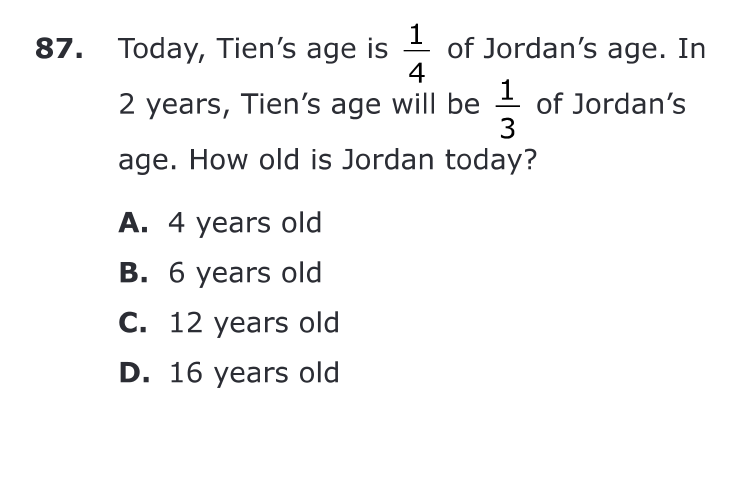 87. Today, Tien’s age is 1/4 of Jordan’s age. In
2 years, Tien’s age will be 1/3 of Jordan’s
age. How old is Jordan today?
A. 4 years old
B. 6 years old
C. 12 years old
D. 16 years old